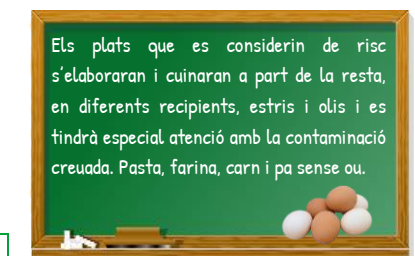 Els plats que es considerin de risc
s'elaboraran i cuinaran a part de la resta,
en diferents recipients, estris i olis i es
tindrà especial atenció amb la contaminació
creuada. Pasta, farina, carn i pa sense ou.